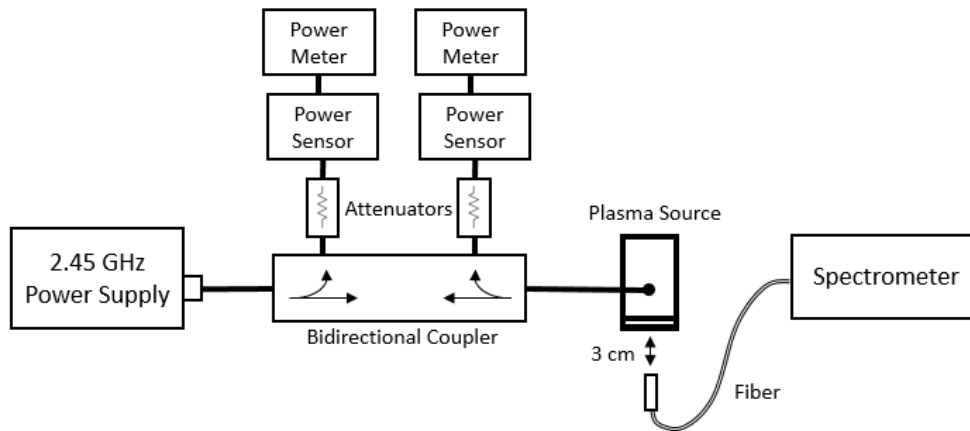 Power
Meter
Power
Meter
Power
Sensor
Power
Sensor
Attenuators
Plasma Source
2.45 GHz
Power Supply
Spectrometer
Bidirectional Coupler
3 cm
Fiber